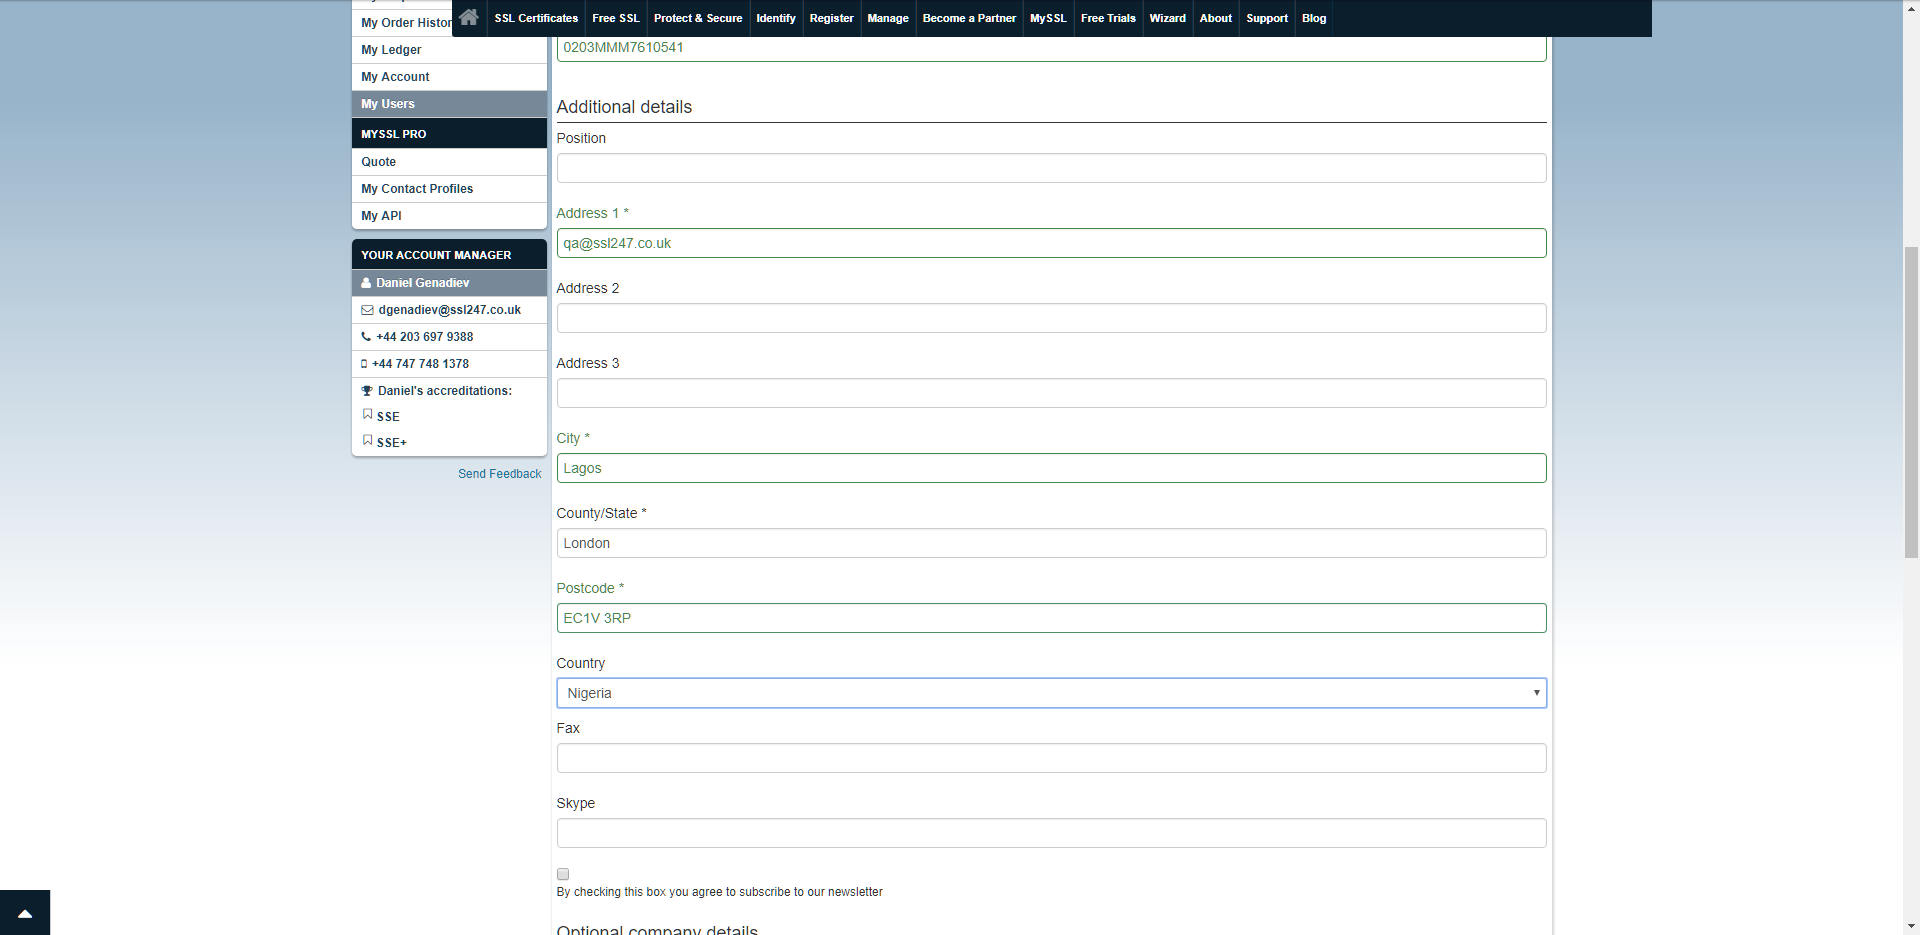 SSL Certificates Free SSL Protect & Secure Identify Register Manage Become a Partner MySSL Free Trials Wizard About Support Blog
My Order Histor
My Ledger
My Account
My Users
MYSSL PRO
Quote
My Contact Profiles
My API
YOUR ACCOUNT MANAGER
Daniel Genadiev
dgenadiev@ssl247.co.uk
+44 203 697 9388
+44 747 748 1378
Daniel's accreditations:
SSE
SSE+
Send Feedback
0203MMM7610541
Additional details
Position
Address 1 *
qa@ssl247.co.uk
Address 2
Address 3
City *
Lagos
County/State *
London
Postcode *
EC1V 3RP
Country
Nigeria
Fax
Skype
By checking this box you agree to subscribe to our newsletter
Optional company details